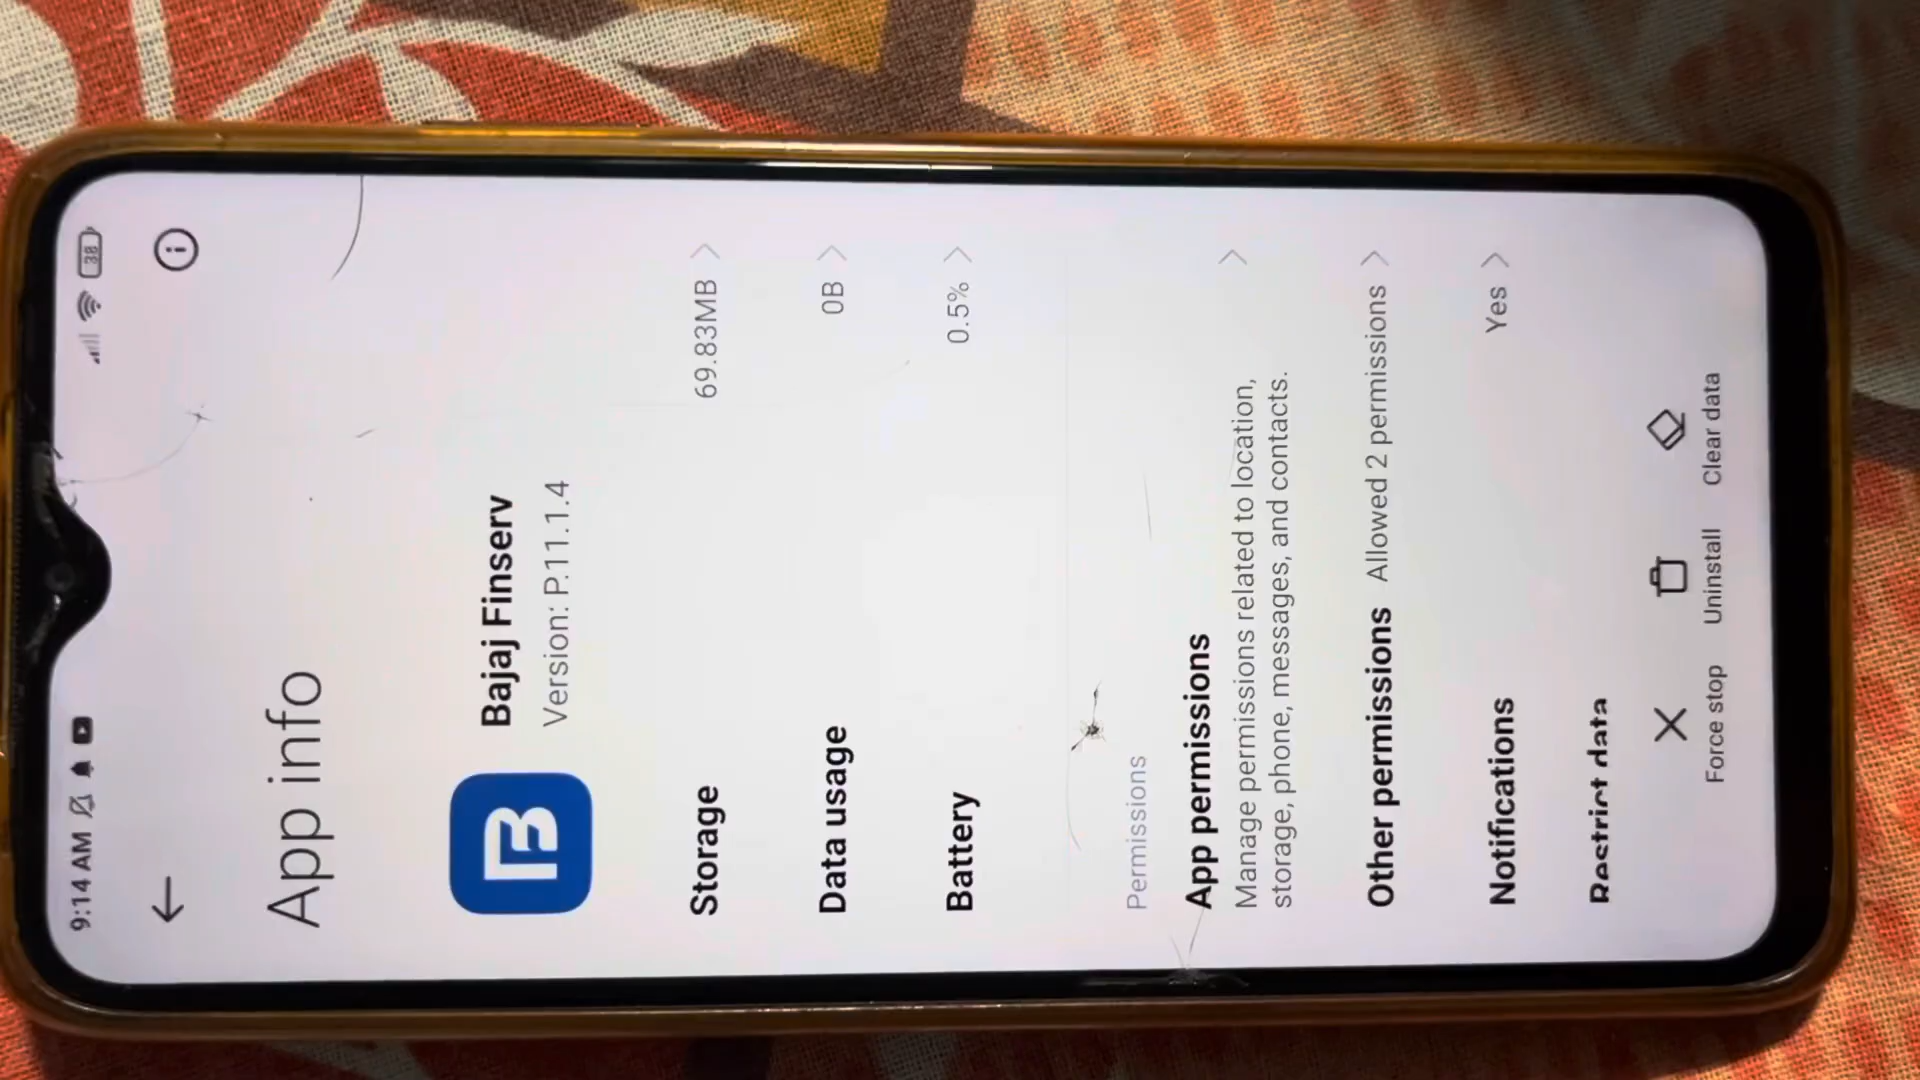 9:14 AM
38
App info
Bajaj Finserv
Version: P.11.1.4
Storage 69.83MB
Data usage 0B
Battery 0.5%
Permissions
App permissions
Manage permissions related to location,
storage, phone, messages, and contacts.
Other permissions Allowed 2 permissions
Notifications Yes
Restrict data
Force stop Uninstall Clear data